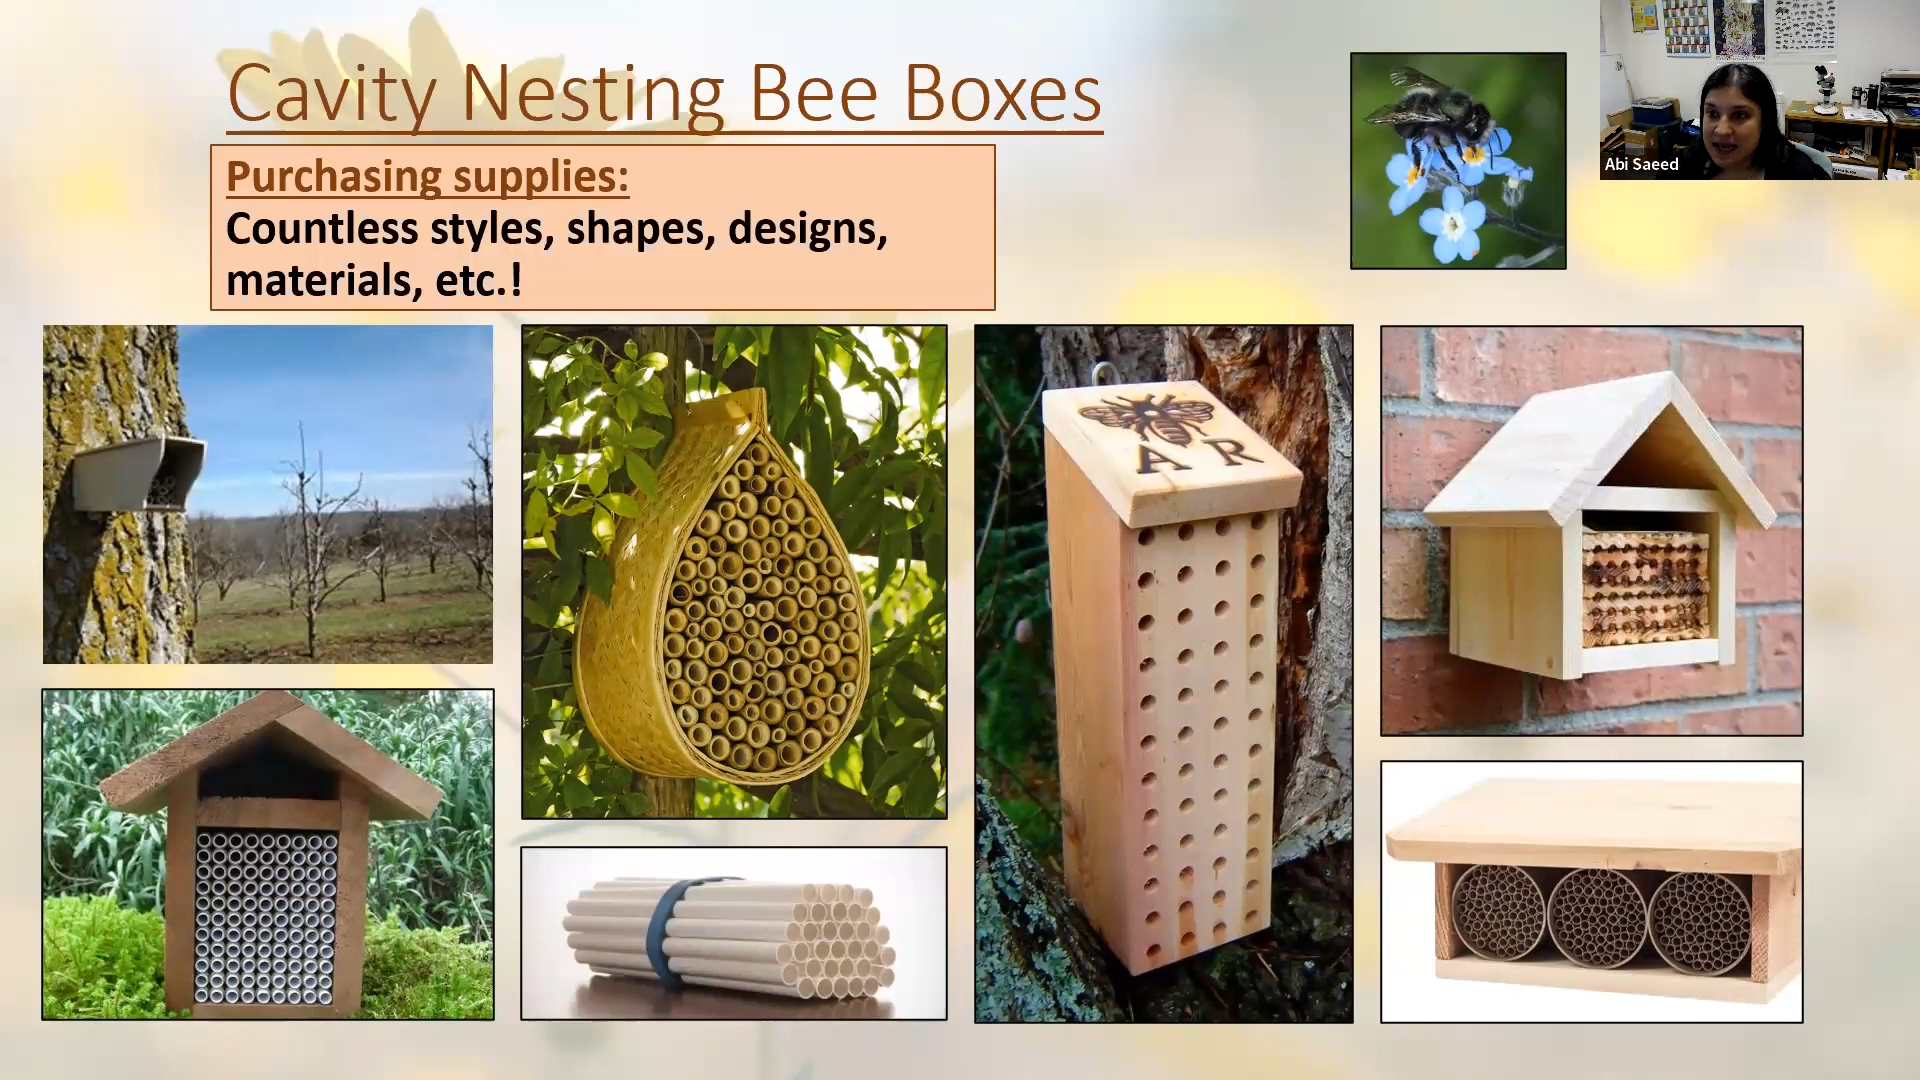 Cavity Nesting Bee Boxes
Purchasing supplies:
Countless styles, shapes, designs,
materials, etc.!
Abi Saeed
A R